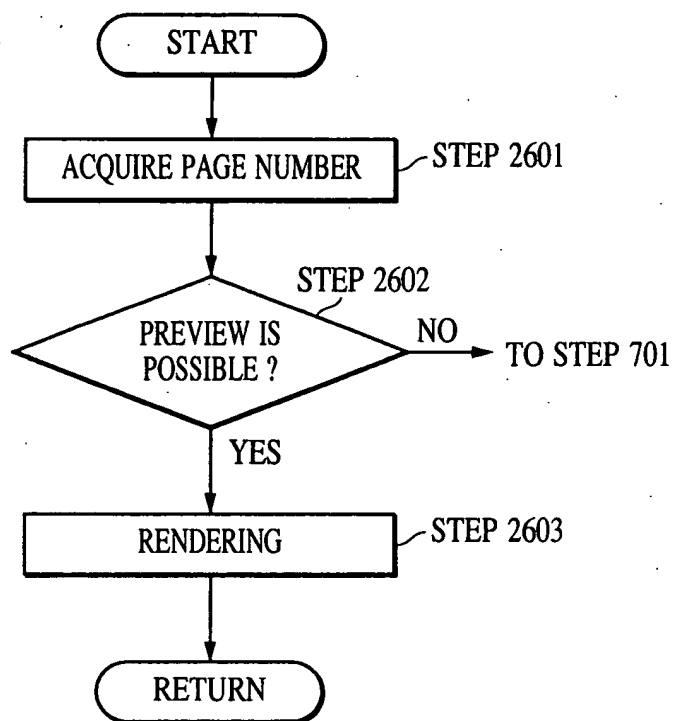 START
ACQUIRE PAGE NUMBER
STEP 2601
STEP 2602
PREVIEW IS
POSSIBLE ?
NO
TO STEP 701
YES
RENDERING
STEP 2603
RETURN